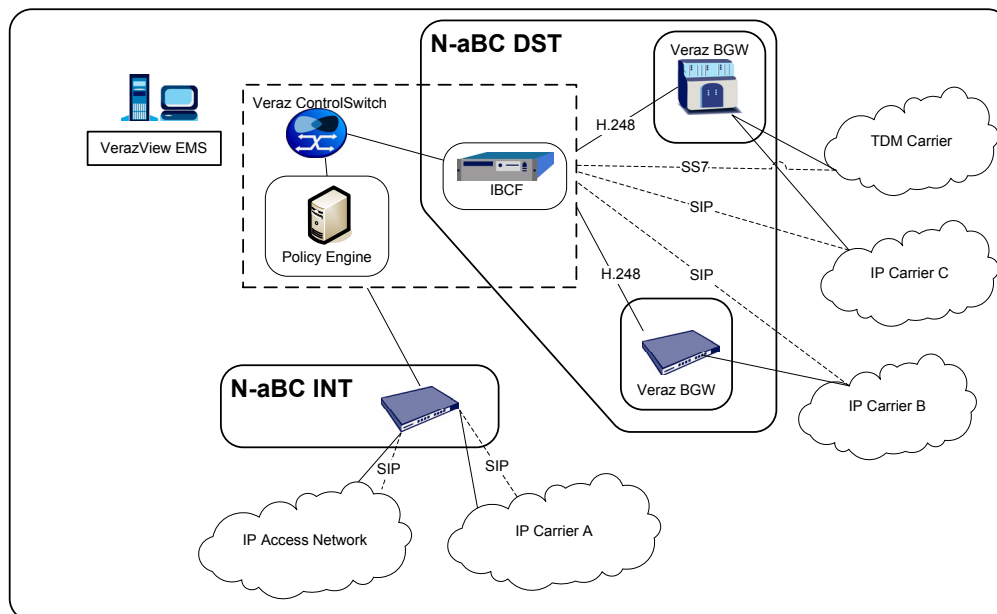 N-aBC DST
Veraz BGW
Veraz ControlSwitch
H.248
TDM Carrier
VerazView EMS
SS7
IBCF
SIP
Policy Engine
IP Carrier C
H.248
SIP
N-aBC INT
Veraz BGW
IP Carrier B
SIP
SIP
IP Access Network
IP Carrier A